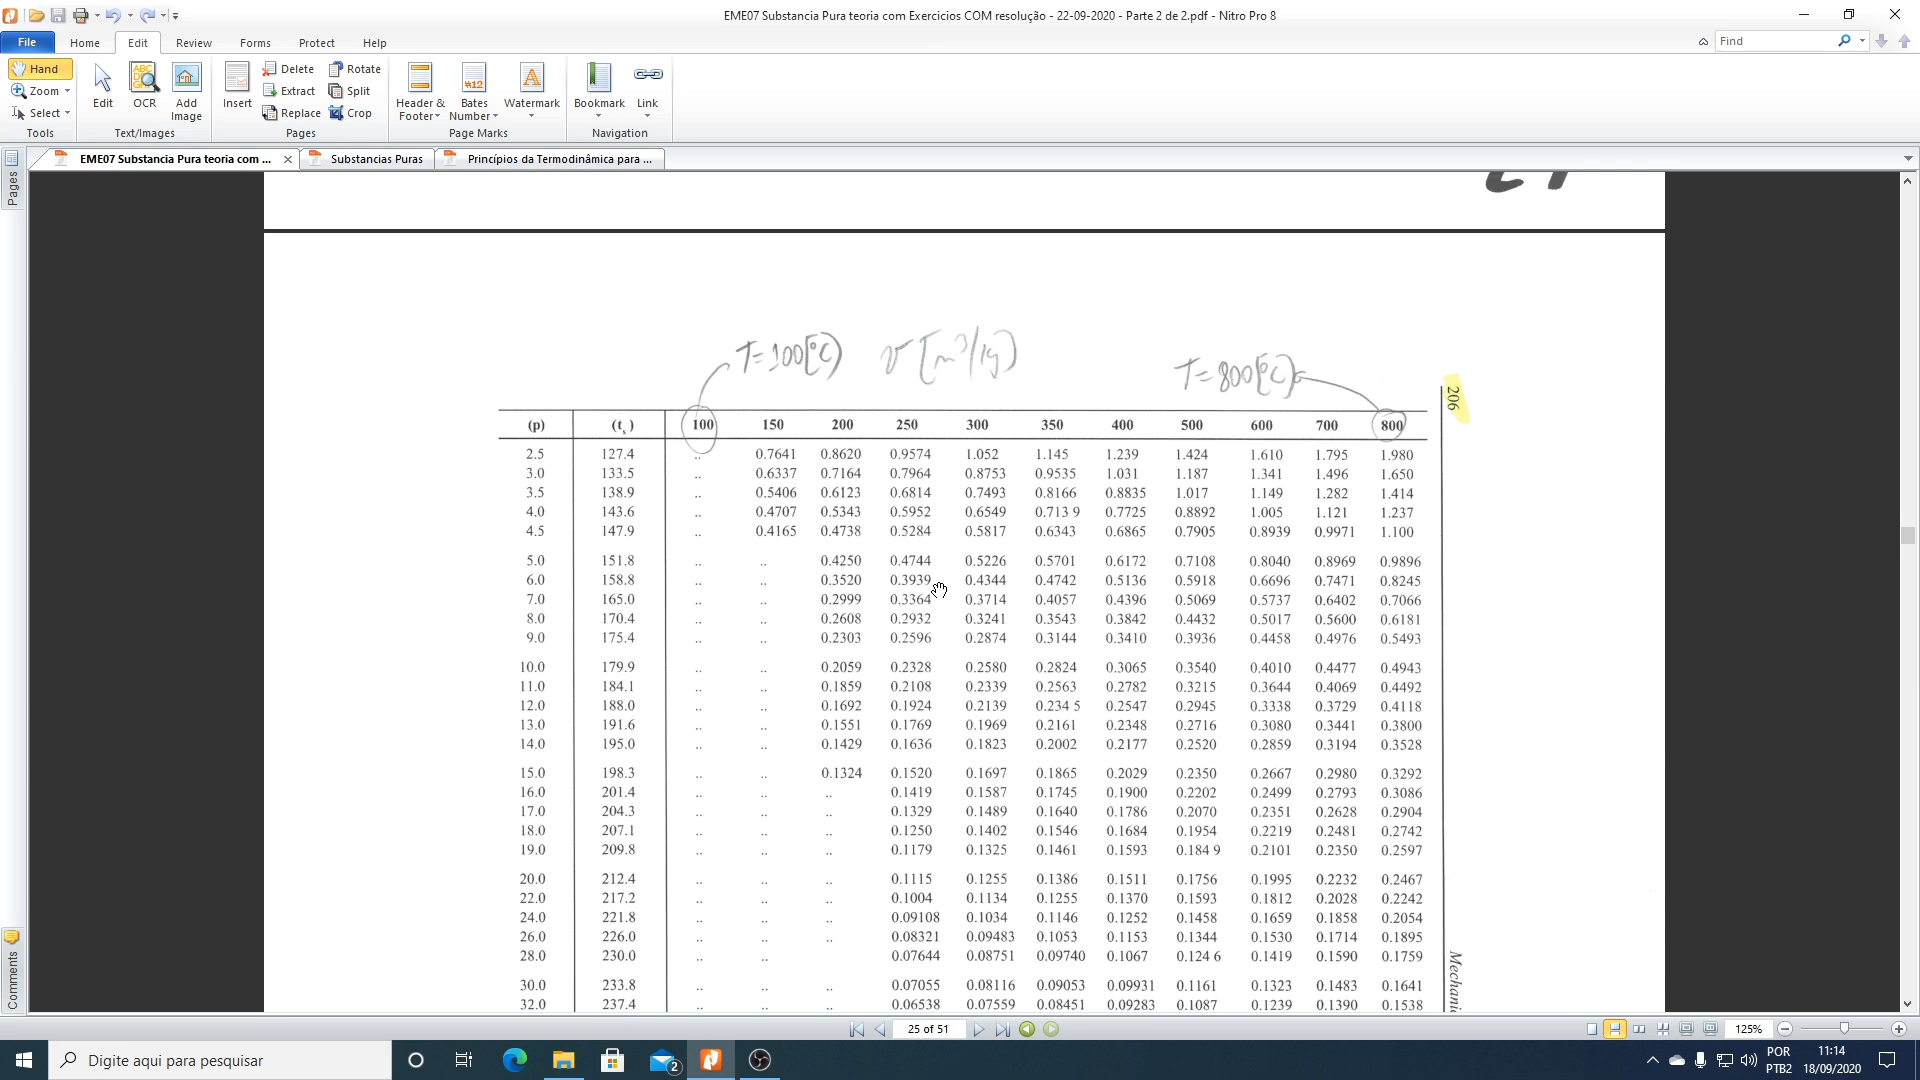 EME07 Substancia Pura teoria com Exercicios COM resolução - 22-09-2020 - Parte 2 de 2.pdf - Nitro Pro 8
File Home Edit Review Forms Protect Help Find
Hand
Zoom
Select
Tools
Edit OCR Add Image
Text/Images
Insert Delete Rotate
Extract Split
Replace Crop
Pages
Header & Footer Bates Number Watermark
Page Marks
Bookmark Link
Navigation
EME07 Substancia Pura teoria com ... Substancias Puras Princípios da Termodinâmica para ...
Pages
Comments
T=100[°C] v [m³/kg] T=800[°C]
206
(p) (ts) 100 150 200 250 300 350 400 500 600 700 800
2.5 127.4 .. 0.7641 0.8620 0.9574 1.052 1.145 1.239 1.424 1.610 1.795 1.980
3.0 133.5 .. 0.6337 0.7164 0.7964 0.8753 0.9535 1.031 1.187 1.341 1.496 1.650
3.5 138.9 .. 0.5406 0.6123 0.6814 0.7493 0.8166 0.8835 1.017 1.149 1.282 1.414
4.0 143.6 .. 0.4707 0.5343 0.5952 0.6549 0.713 9 0.7725 0.8892 1.005 1.121 1.237
4.5 147.9 .. 0.4165 0.4738 0.5284 0.5817 0.6343 0.6865 0.7905 0.8939 0.9971 1.100
5.0 151.8 .. .. 0.4250 0.4744 0.5226 0.5701 0.6172 0.7108 0.8040 0.8969 0.9896
6.0 158.8 .. .. 0.3520 0.3939 0.4344 0.4742 0.5136 0.5918 0.6696 0.7471 0.8245
7.0 165.0 .. .. 0.2999 0.3364 0.3714 0.4057 0.4396 0.5069 0.5737 0.6402 0.7066
8.0 170.4 .. .. 0.2608 0.2932 0.3241 0.3543 0.3842 0.4432 0.5017 0.5600 0.6181
9.0 175.4 .. .. 0.2303 0.2596 0.2874 0.3144 0.3410 0.3936 0.4458 0.4976 0.5493
10.0 179.9 .. .. 0.2059 0.2328 0.2580 0.2824 0.3065 0.3540 0.4010 0.4477 0.4943
11.0 184.1 .. .. 0.1859 0.2108 0.2339 0.2563 0.2782 0.3215 0.3644 0.4069 0.4492
12.0 188.0 .. .. 0.1692 0.1924 0.2139 0.234 5 0.2547 0.2945 0.3338 0.3729 0.4118
13.0 191.6 .. .. 0.1551 0.1769 0.1969 0.2161 0.2348 0.2716 0.3080 0.3441 0.3800
14.0 195.0 .. .. 0.1429 0.1636 0.1823 0.2002 0.2177 0.2520 0.2859 0.3194 0.3528
15.0 198.3 .. .. 0.1324 0.1520 0.1697 0.1865 0.2029 0.2350 0.2667 0.2980 0.3292
16.0 201.4 .. .. .. 0.1419 0.1587 0.1745 0.1900 0.2202 0.2499 0.2793 0.3086
17.0 204.3 .. .. .. 0.1329 0.1489 0.1640 0.1786 0.2070 0.2351 0.2628 0.2904
18.0 207.1 .. .. .. 0.1250 0.1402 0.1546 0.1684 0.1954 0.2219 0.2481 0.2742
19.0 209.8 .. .. .. 0.1179 0.1325 0.1461 0.1593 0.184 9 0.2101 0.2350 0.2597
20.0 212.4 .. .. .. 0.1115 0.1255 0.1386 0.1511 0.1756 0.1995 0.2232 0.2467
22.0 217.2 .. .. .. 0.1004 0.1134 0.1255 0.1370 0.1593 0.1812 0.2028 0.2242
24.0 221.8 .. .. .. 0.09108 0.1034 0.1146 0.1252 0.1458 0.1659 0.1858 0.2054
26.0 226.0 .. .. .. 0.08321 0.09483 0.1053 0.1153 0.1344 0.1530 0.1714 0.1895
28.0 230.0 .. .. 0.07644 0.08751 0.09740 0.1067 0.124 6 0.1419 0.1590 0.1759
30.0 233.8 .. .. .. 0.07055 0.08116 0.09053 0.09931 0.1161 0.1323 0.1483 0.1641
32.0 237.4 .. .. .. 0.06538 0.07559 0.08451 0.09283 0.1087 0.1239 0.1390 0.1538
Mechani
25 of 51 125%
Digite aqui para pesquisar 2 POR 11:14
PTB2 18/09/2020